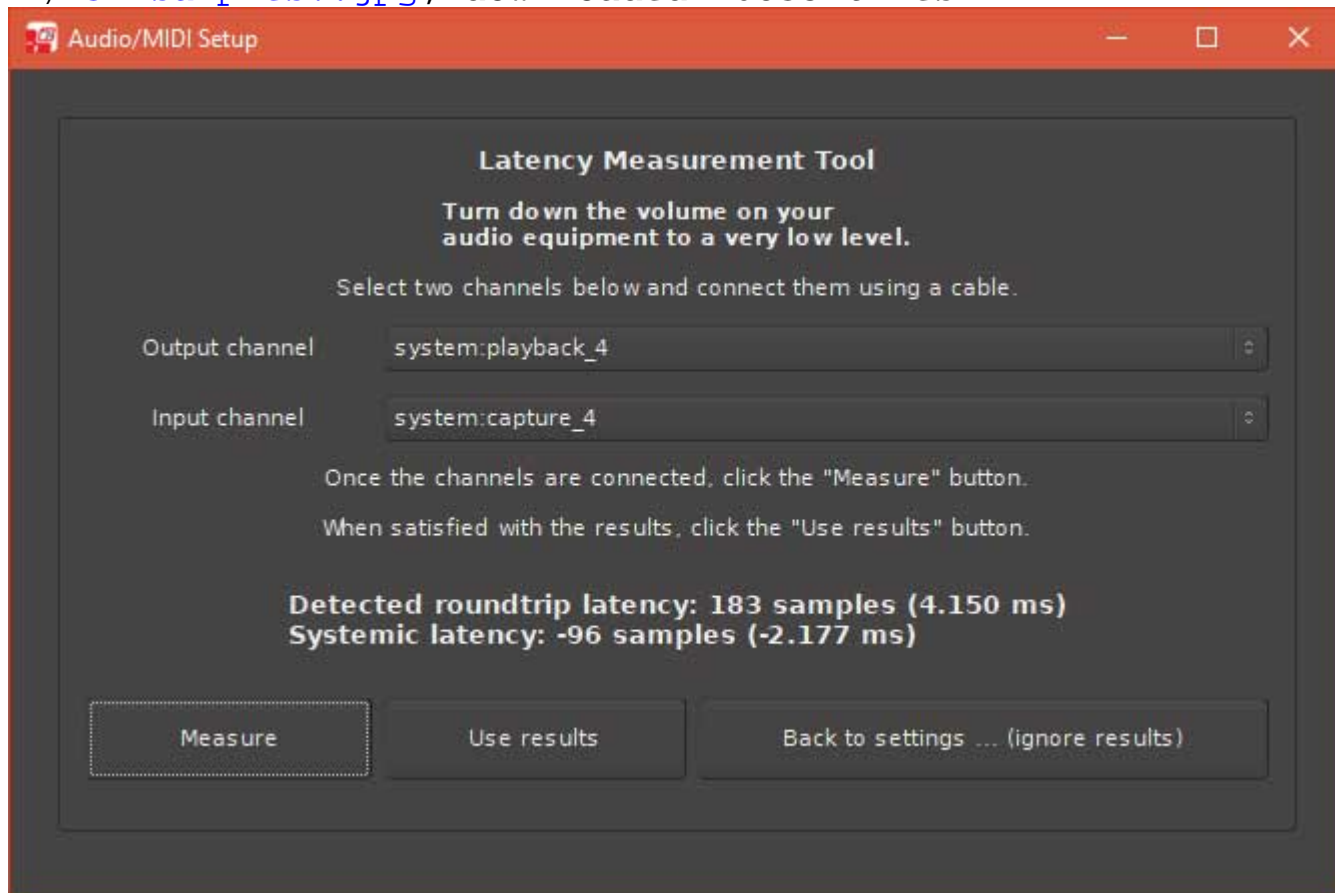 Audio/MIDI Setup
Latency Measurement Tool
Turn down the volume on your
audio equipment to a very low level.
Select two channels below and connect them using a cable.
Output channel system:playback_4
Input channel system:capture_4
Once the channels are connected, click the "Measure" button.
When satisfied with the results, click the "Use results" button.
Detected roundtrip latency: 183 samples (4.150 ms)
Systemic latency: -96 samples (-2.177 ms)
Measure Use results Back to settings ... (ignore results)